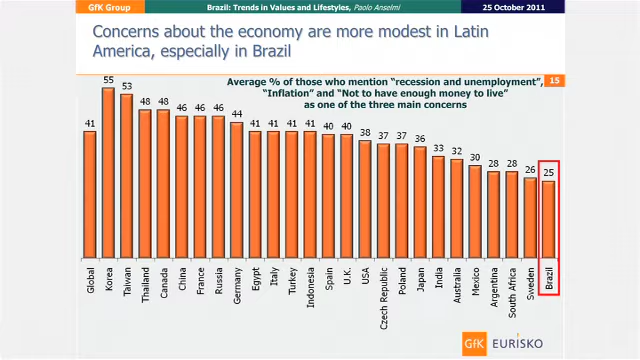 GfK Group
Brazil: Trends in Values and Lifestyles, Paolo Anselmi
25 October 2011
Concerns about the economy are more modest in Latin
America, especially in Brazil
15
Average % of those who mention “recession and unemployment”,
“Inflation” and “Not to have enough money to live”
as one of the three main concerns
41 55 53 48 48 46 46 46 44 41 41 41 41 40 40 38 37 37 36 33 32 30 28 28 26 25
Global Korea Taiwan Thailand Canada China France Russia Germany Egypt Italy Turkey Indonesia Spain U.K. USA Czech Republic Poland Japan India Australia Mexico Argentina South Africa Sweden Brazil
GfK EURISKO